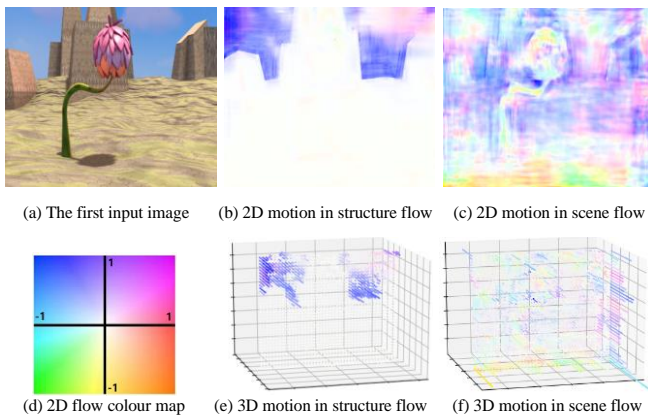 (a) The first input image
(b) 2D motion in structure flow
(c) 2D motion in scene flow
1
-1
1
-1
(d) 2D flow colour map
(e) 3D motion in structure flow
(f) 3D motion in scene flow